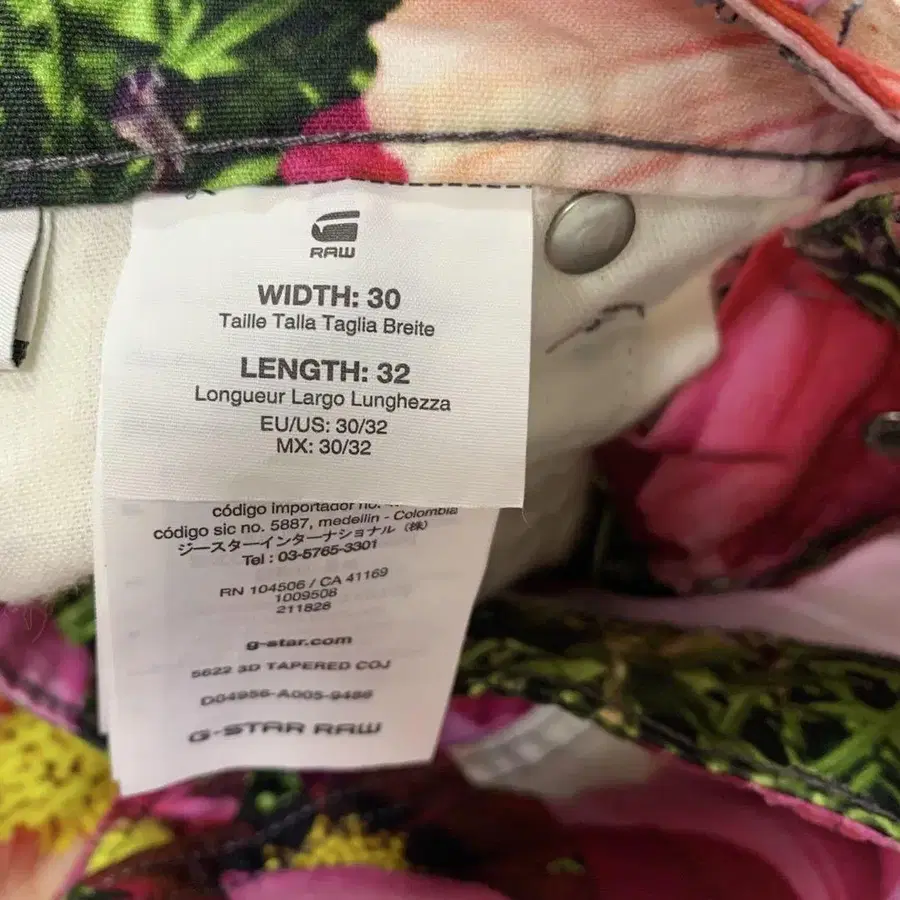 RAW
WIDTH: 30
Taille Talla Taglia Breite
LENGTH: 32
Longueur Largo Lunghezza
EU/US: 30/32
MX: 30/32
código importador no.
código sic no. 5887, medellin - Colombia
ジースターインターナショナル（株）
Tel : 03-5765-3301
RN 104506 / CA 41169
1009508
211828
g-star.com
5622 3D TAPERED COJ
D04956-A005-9486
G-STAR RAW